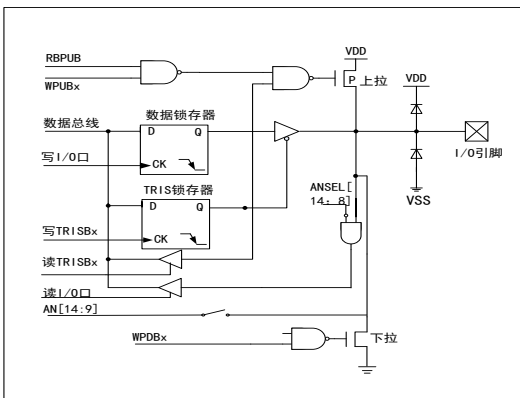 RBPUB
WPUBx
VDD
P
上拉
VDD
数据总线
数据锁存器
D
Q
写I/O口
CK
I/O引脚
TRIS锁存器
D
Q
ANSEL[
14: 8]
VSS
写TRISBx
CK
读TRISBx
读I/O口
AN[14:9]
WPDBx
下拉